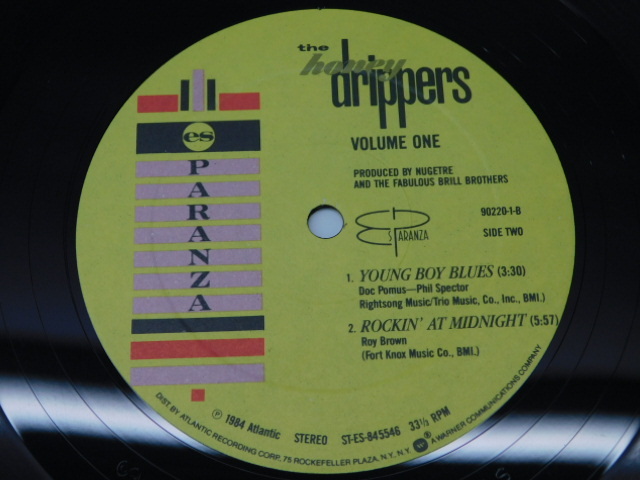 the
honey
drippers
VOLUME ONE
PRODUCED BY NUGETRE
AND THE FABULOUS BRILL BROTHERS
es
PARANZA
ES PARANZA
90220-1-B
SIDE TWO
1. YOUNG BOY BLUES (3:30)
Doc Pomus—Phil Spector
Rightsong Music/Trio Music, Co., Inc., BMI.)
2. ROCKIN' AT MIDNIGHT (5:57)
Roy Brown
(Fort Knox Music Co., BMI.)
℗ 1984 Atlantic STEREO ST-ES-845546 33⅓ RPM
DIST. BY ATLANTIC RECORDING CORP., 75 ROCKEFELLER PLAZA, N.Y., N.Y. A WARNER COMMUNICATIONS COMPANY